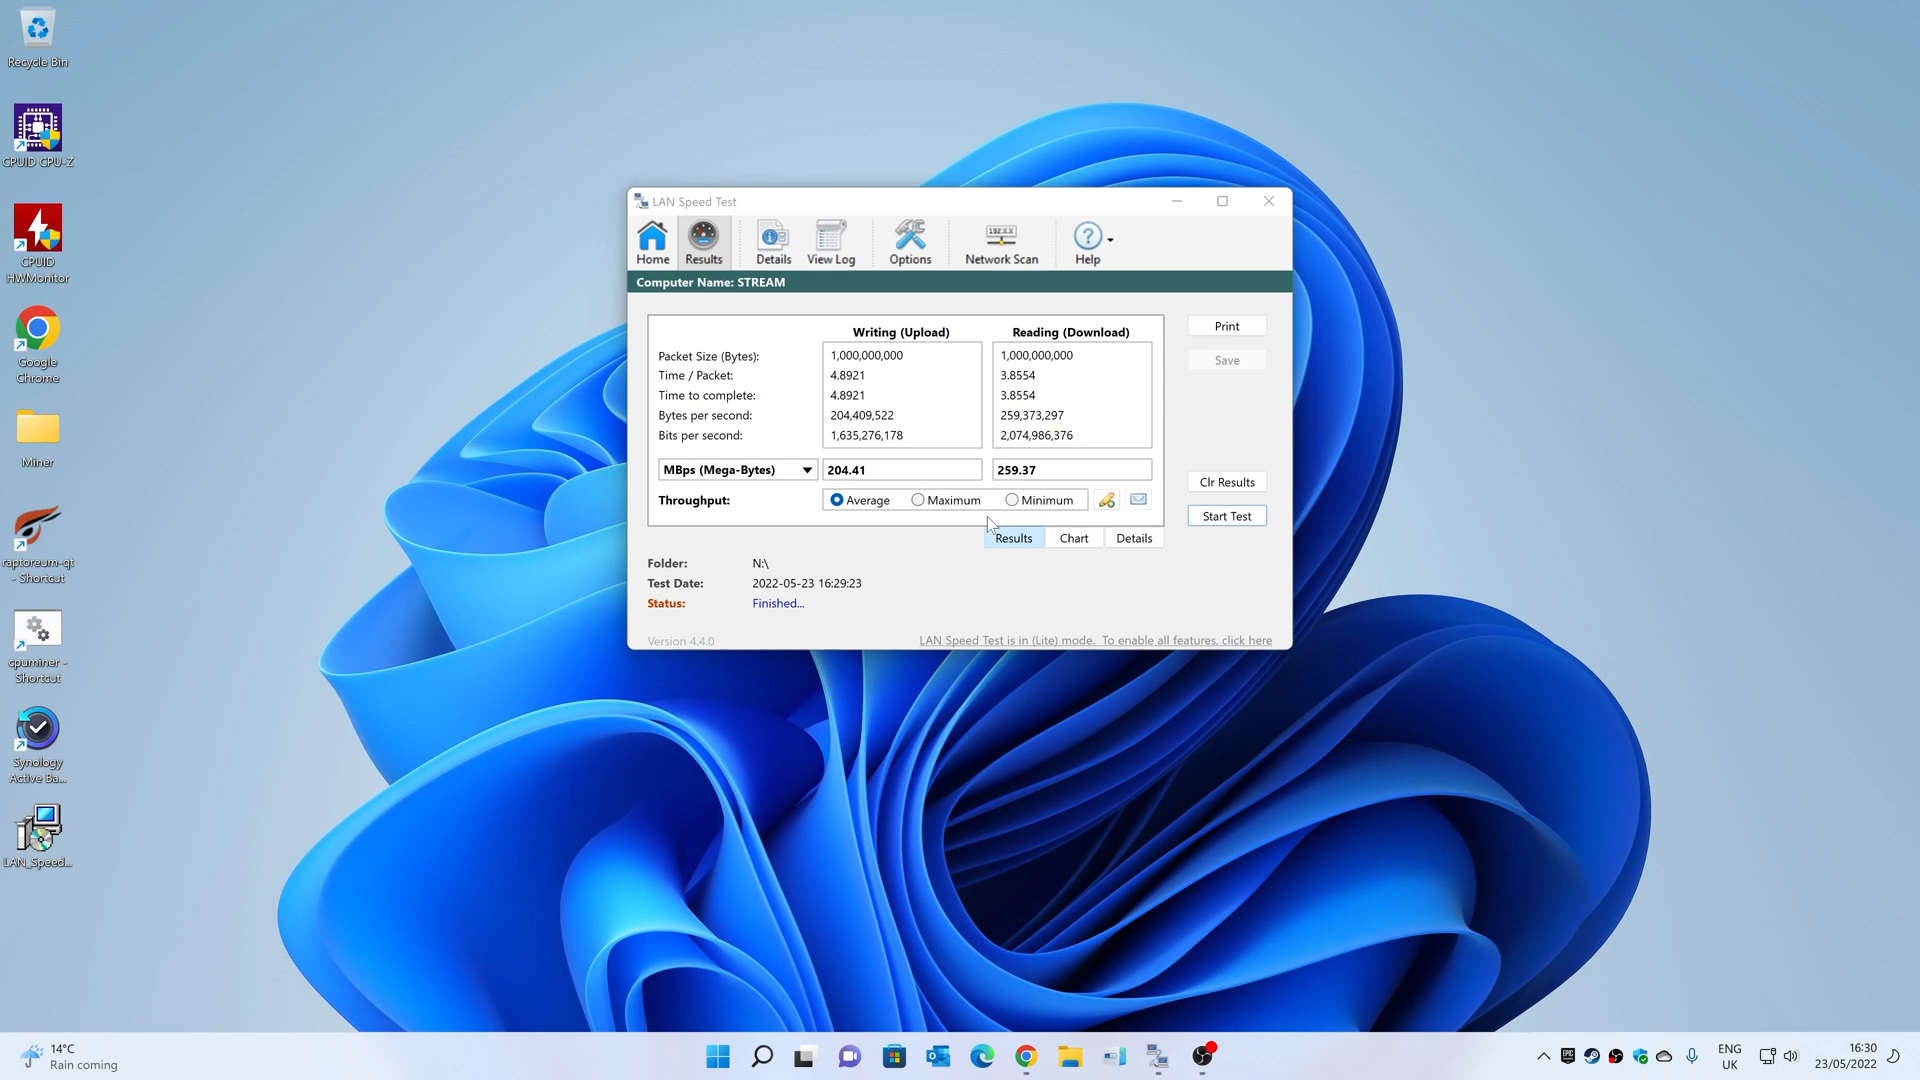 Recycle Bin
CPUID CPU-Z
CPUID
HWMonitor
Google
Chrome
Miner
raptoreum-qt
- Shortcut
cpuminer -
Shortcut
Synology
Active Ba...
LAN_Speed...
LAN Speed Test
Home
Results
Details
View Log
Options
Network Scan
Help
Computer Name: STREAM
Writing (Upload)
Reading (Download)
Packet Size (Bytes): 1,000,000,000 1,000,000,000
Time / Packet: 4.8921 3.8554
Time to complete: 4.8921 3.8554
Bytes per second: 204,409,522 259,373,297
Bits per second: 1,635,276,178 2,074,986,376
MBps (Mega-Bytes) 204.41 259.37
Throughput: Average Maximum Minimum
Print
Save
Clr Results
Start Test
Results Chart Details
Folder: N:\
Test Date: 2022-05-23 16:29:23
Status: Finished...
Version 4.4.0
LAN Speed Test is in (Lite) mode. To enable all features, click here
14°C
Rain coming
ENG
UK
16:30
23/05/2022